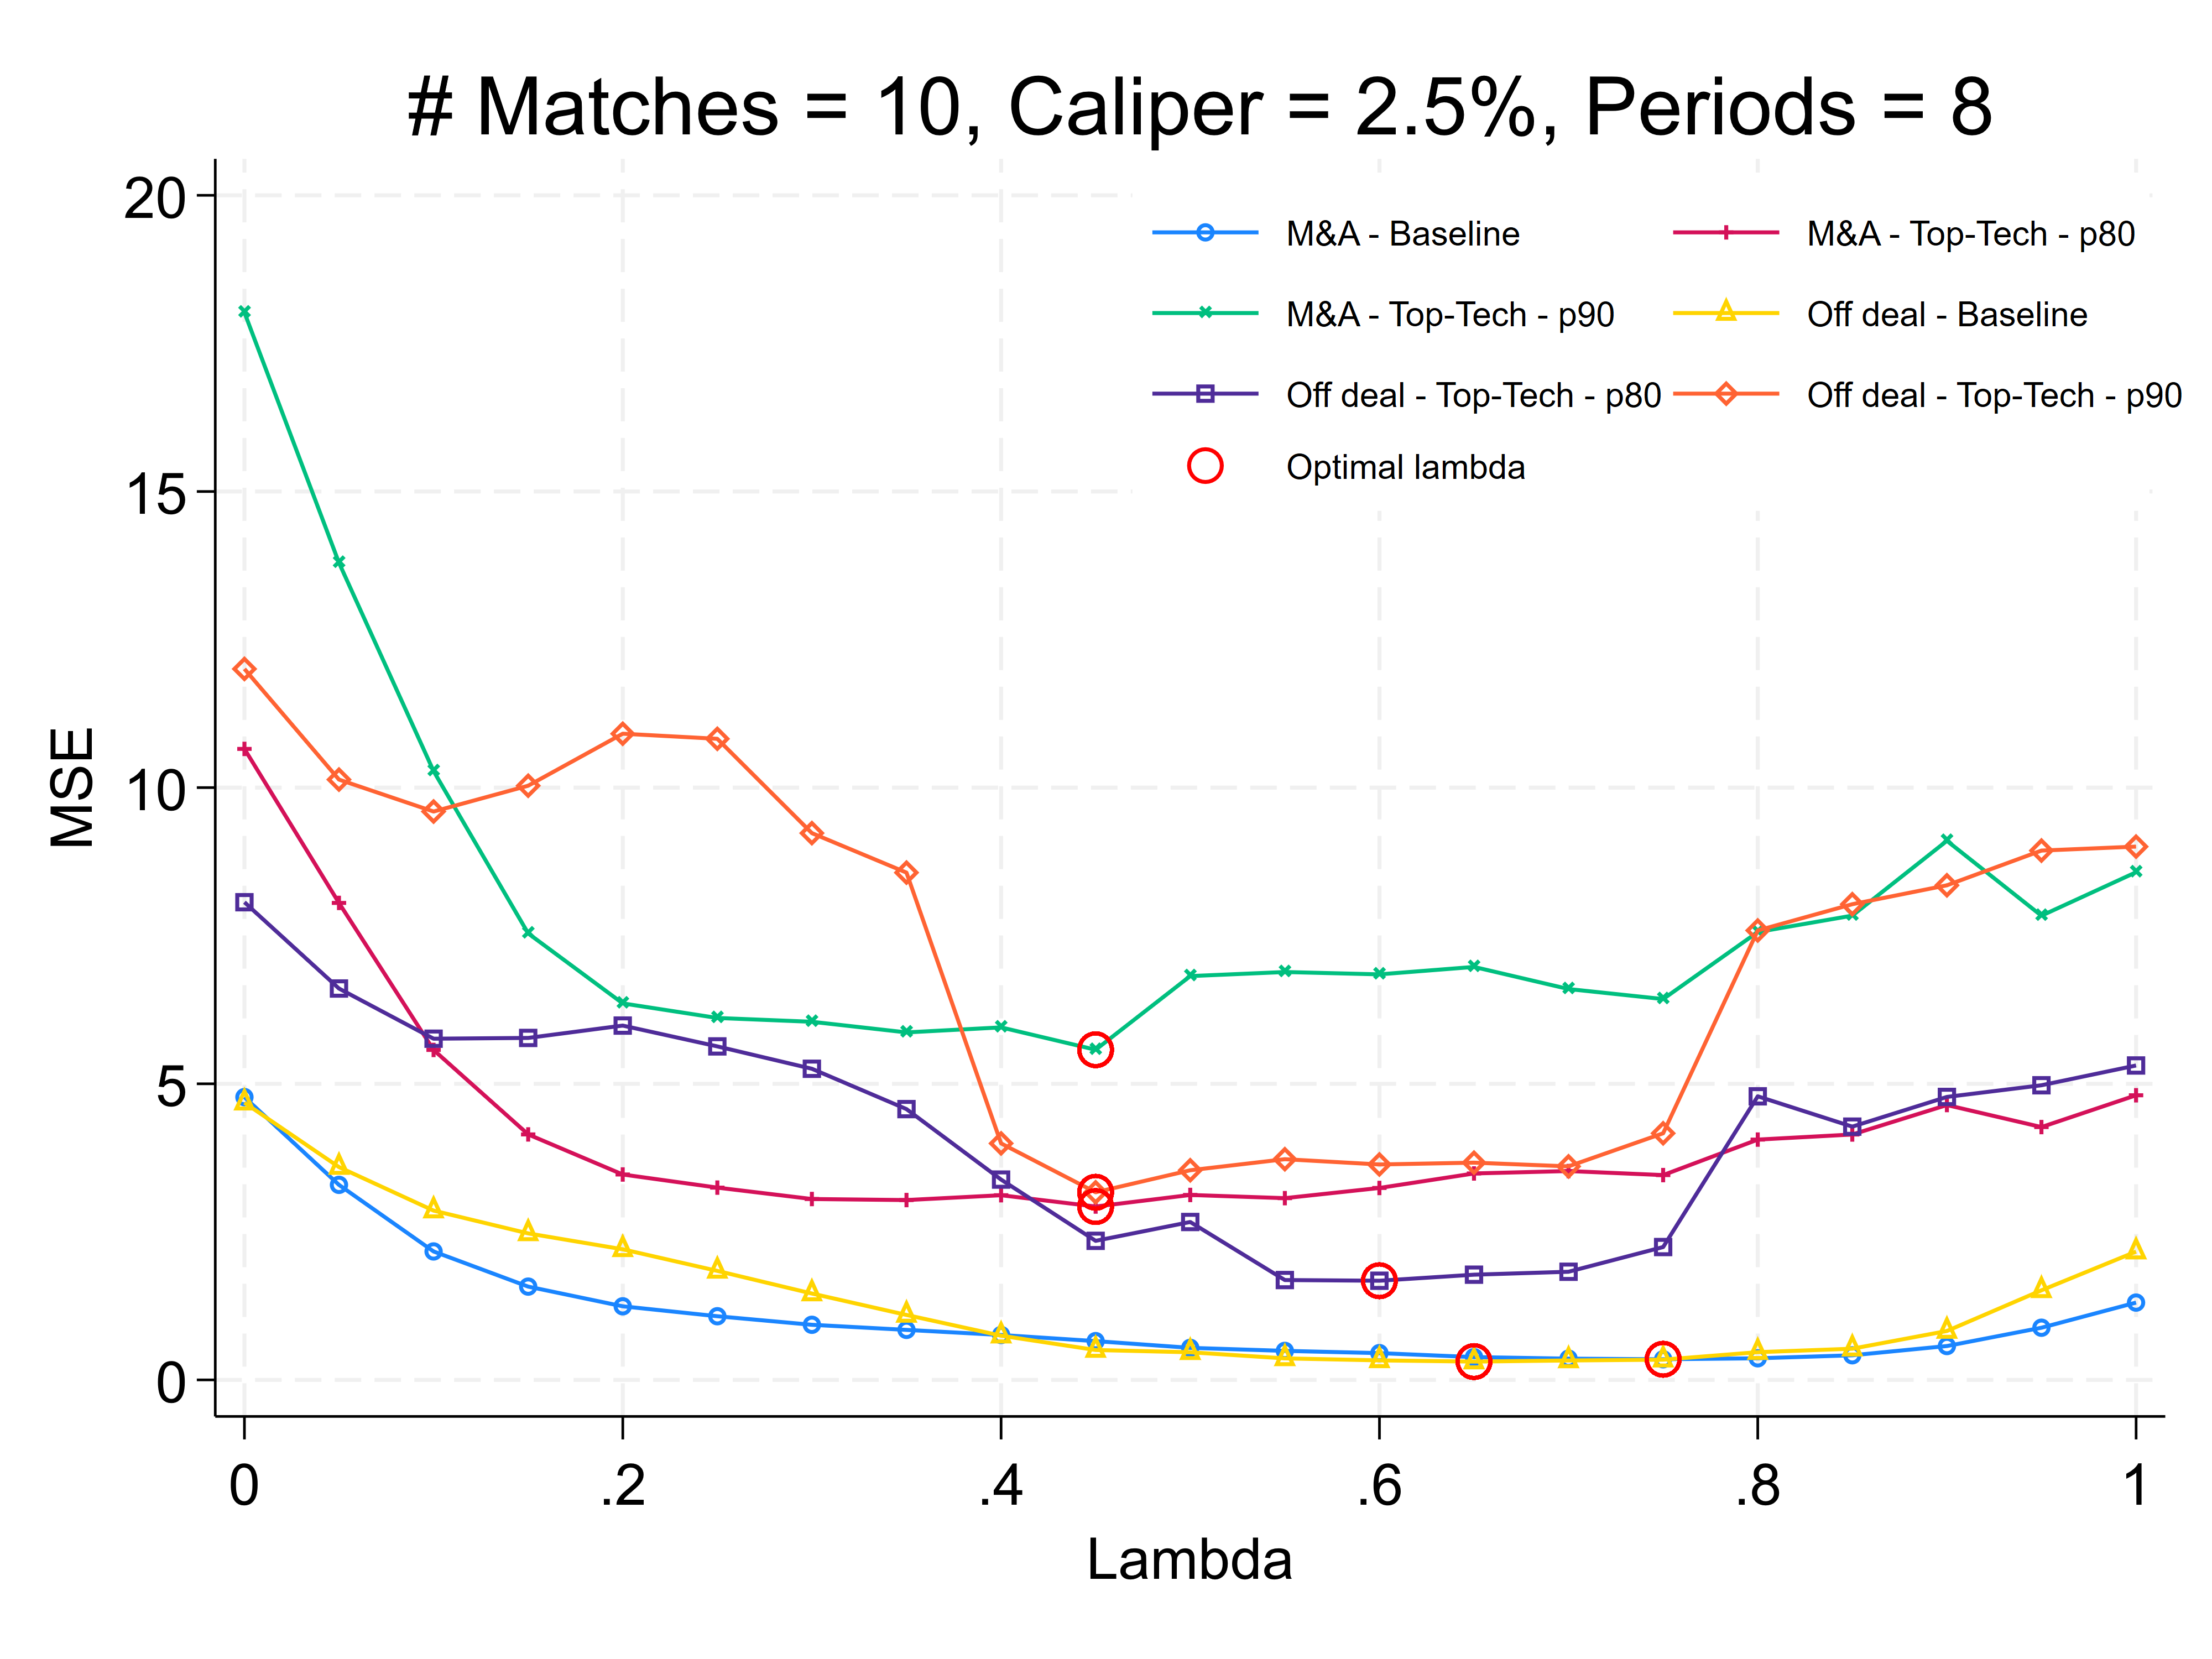 # Matches = 10, Caliper = 2.5%, Periods = 8
M&A - Baseline
M&A - Top-Tech - p80
M&A - Top-Tech - p90
Off deal - Baseline
Off deal - Top-Tech - p80
Off deal - Top-Tech - p90
Optimal lambda
MSE
20
15
10
5
0
0 .2 .4 .6 .8 1
Lambda